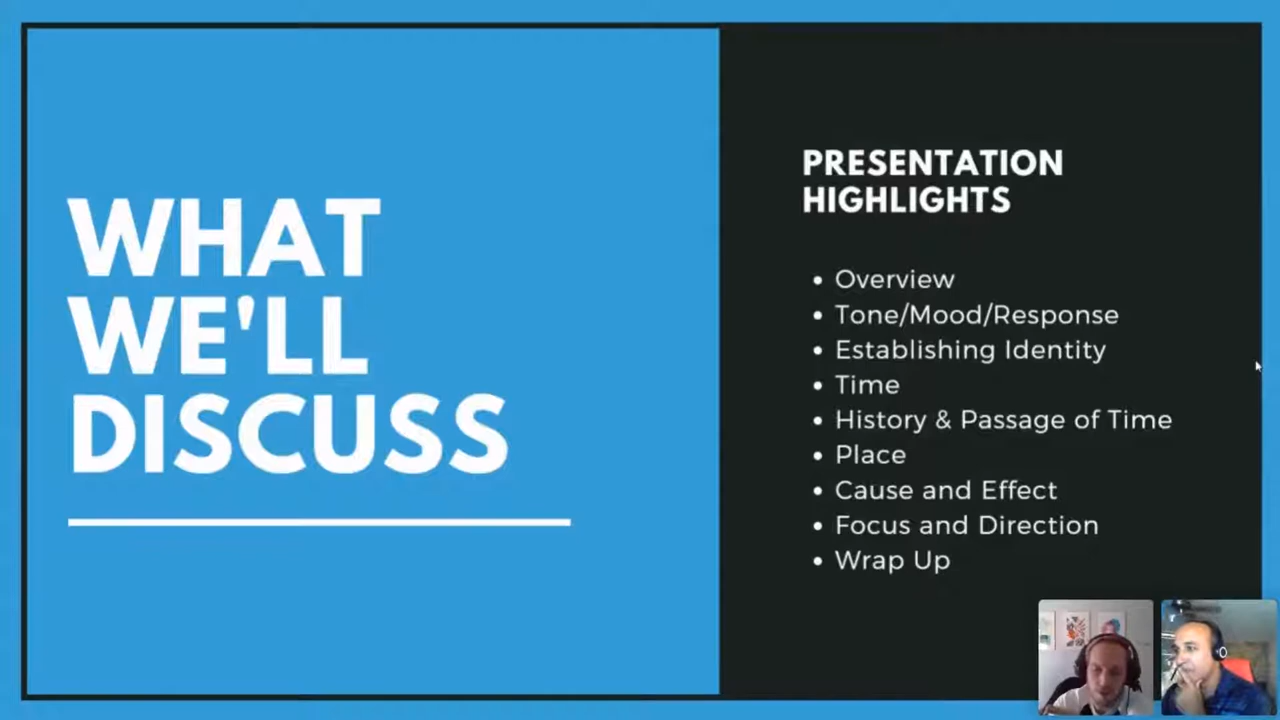 WHAT
WE'LL
DISCUSS
PRESENTATION
HIGHLIGHTS
• Overview
• Tone/Mood/Response
• Establishing Identity
• Time
• History & Passage of Time
• Place
• Cause and Effect
• Focus and Direction
• Wrap Up